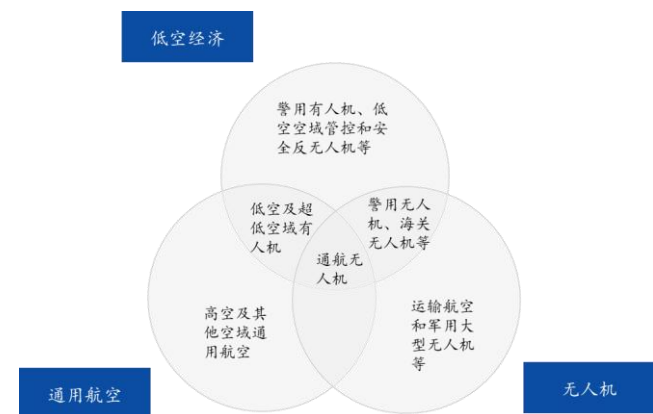 低空经济
警用有人机、低
空空域管控和安
全反无人机等
低空及超
低空域有
人机
警用无人
机、海关
无人机等
通航无
人机
高空及其
他空域通
用航空
运输航空
和军用大
型无人机
等
通用航空
无人机